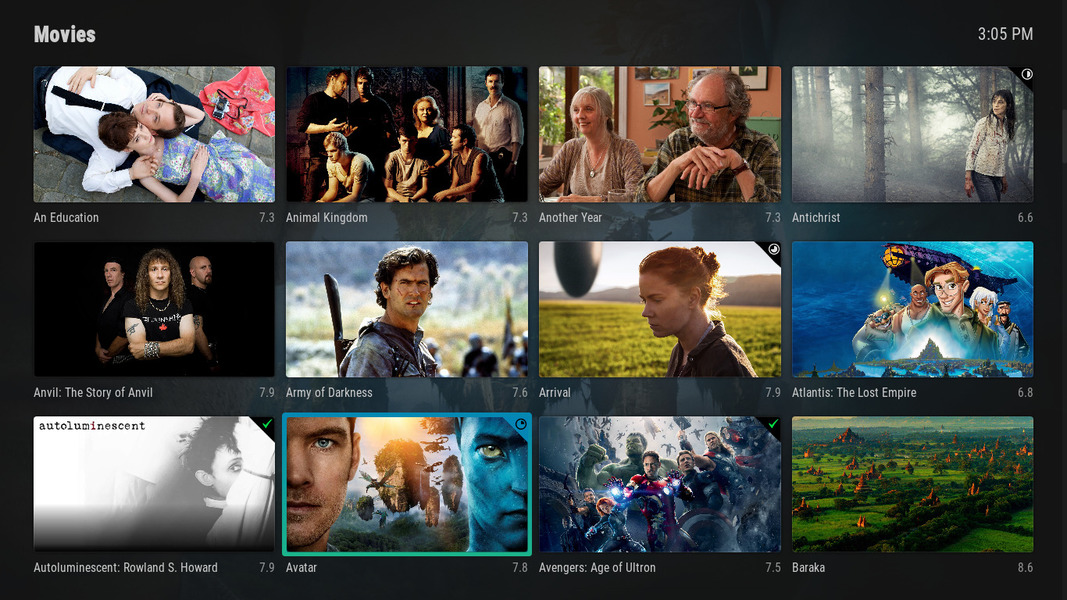 Movies 3:05 PM
An Education 7.3 Animal Kingdom 7.3 Another Year 7.3 Antichrist 6.6
Anvil: The Story of Anvil 7.9 Army of Darkness 7.6 Arrival 7.9 Atlantis: The Lost Empire 6.8
autoluminescent
Autoluminescent: Rowland S. Howard 7.9 Avatar 7.8 Avengers: Age of Ultron 7.5 Baraka 8.6